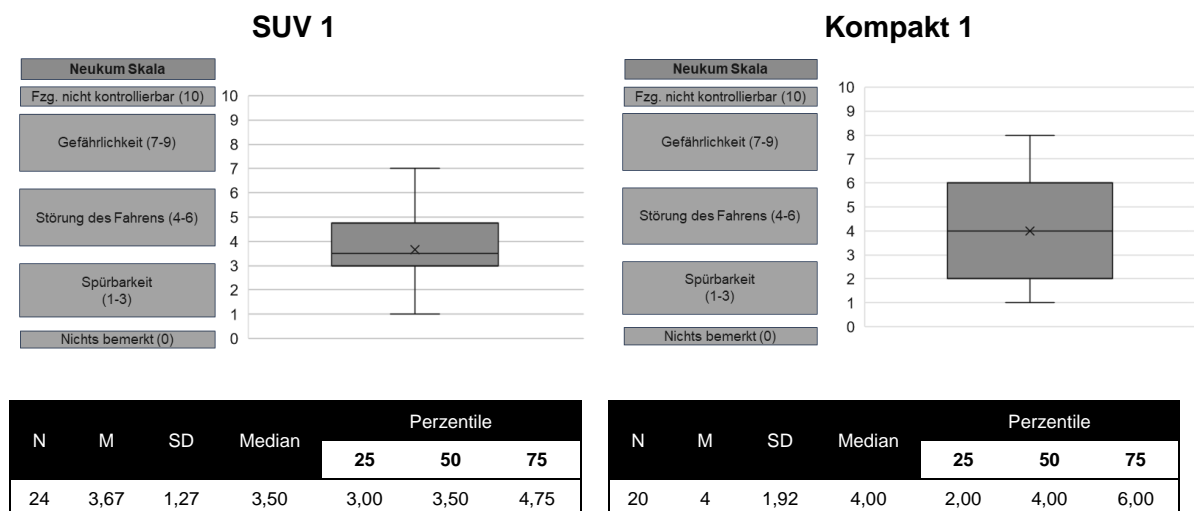 SUV 1
Neukum Skala
Fzg. nicht kontrollierbar (10)
Gefährlichkeit (7-9)
Störung des Fahrens (4-6)
Spürbarkeit
(1-3)
Nichts bemerkt (0)
10
9
8
7
6
5
4
3
2
1
0
N M SD Median Perzentile
25 50 75
24 3,67 1,27 3,50 3,00 3,50 4,75
Kompakt 1
Neukum Skala
Fzg. nicht kontrollierbar (10)
Gefährlichkeit (7-9)
Störung des Fahrens (4-6)
Spürbarkeit
(1-3)
Nichts bemerkt (0)
10
9
8
7
6
5
4
3
2
1
0
N M SD Median Perzentile
25 50 75
20 4 1,92 4,00 2,00 4,00 6,00